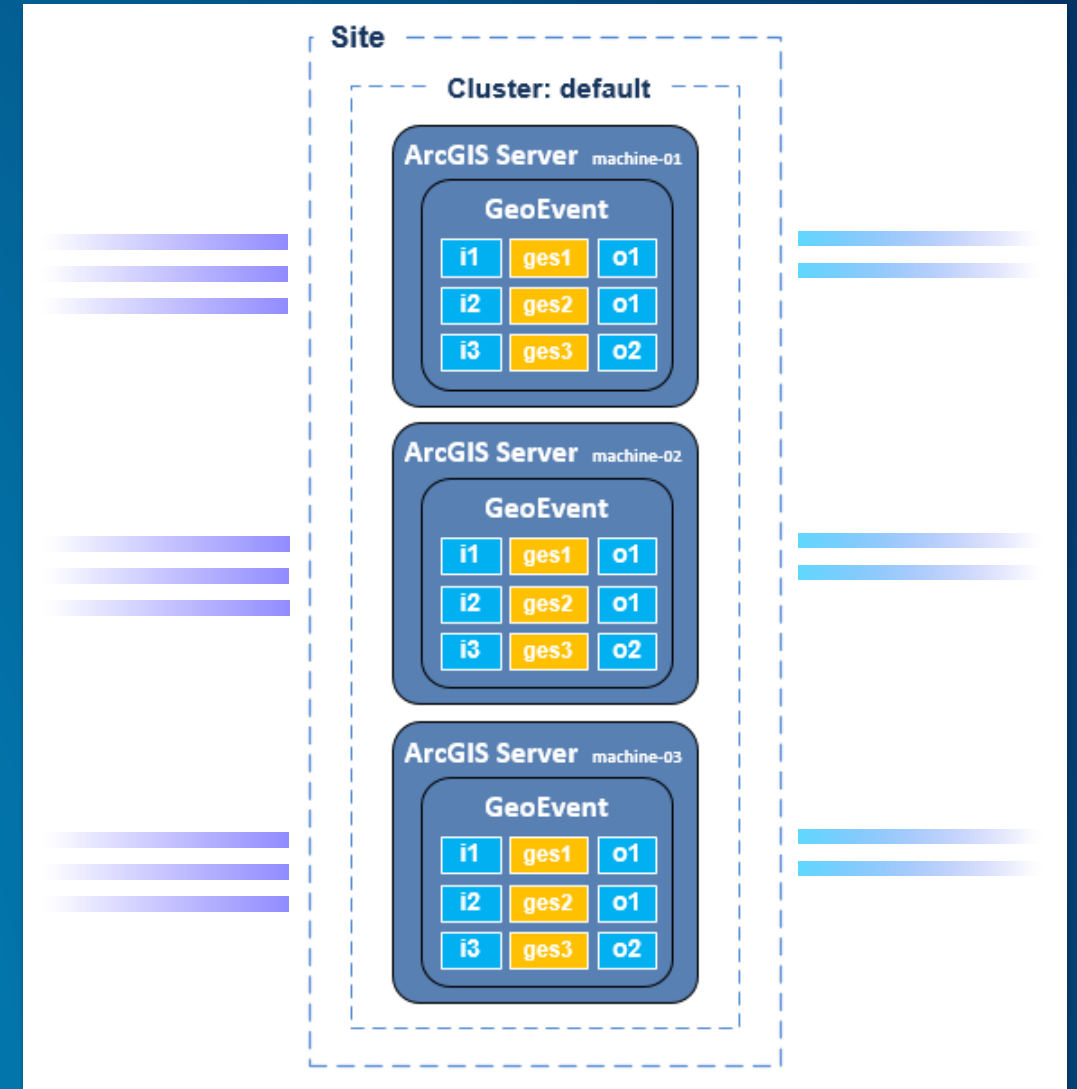 Site
Cluster: default
ArcGIS Server machine-01
GeoEvent
i1 ges1 o1
i2 ges2 o1
i3 ges3 o2
ArcGIS Server machine-02
GeoEvent
i1 ges1 o1
i2 ges2 o1
i3 ges3 o2
ArcGIS Server machine-03
GeoEvent
i1 ges1 o1
i2 ges2 o1
i3 ges3 o2